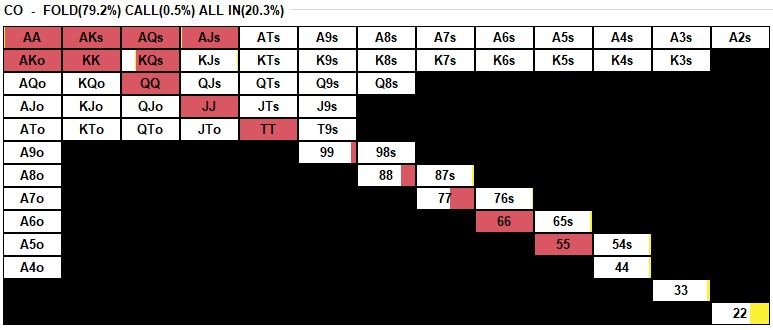 CO - FOLD(79.2%) CALL(0.5%) ALL IN(20.3%)
AA AKs AQs AJs ATs A9s A8s A7s A6s A5s A4s A3s A2s
AKo KK KQs KJs KTs K9s K8s K7s K6s K5s K4s K3s
AQo KQo QQ QJs QTs Q9s Q8s
AJo KJo QJo JJ JTs J9s
ATo KTo QTo JTo TT T9s
A9o 99 98s
A8o 88 87s
A7o 77 76s
A6o 66 65s
A5o 55 54s
A4o 44
33
22